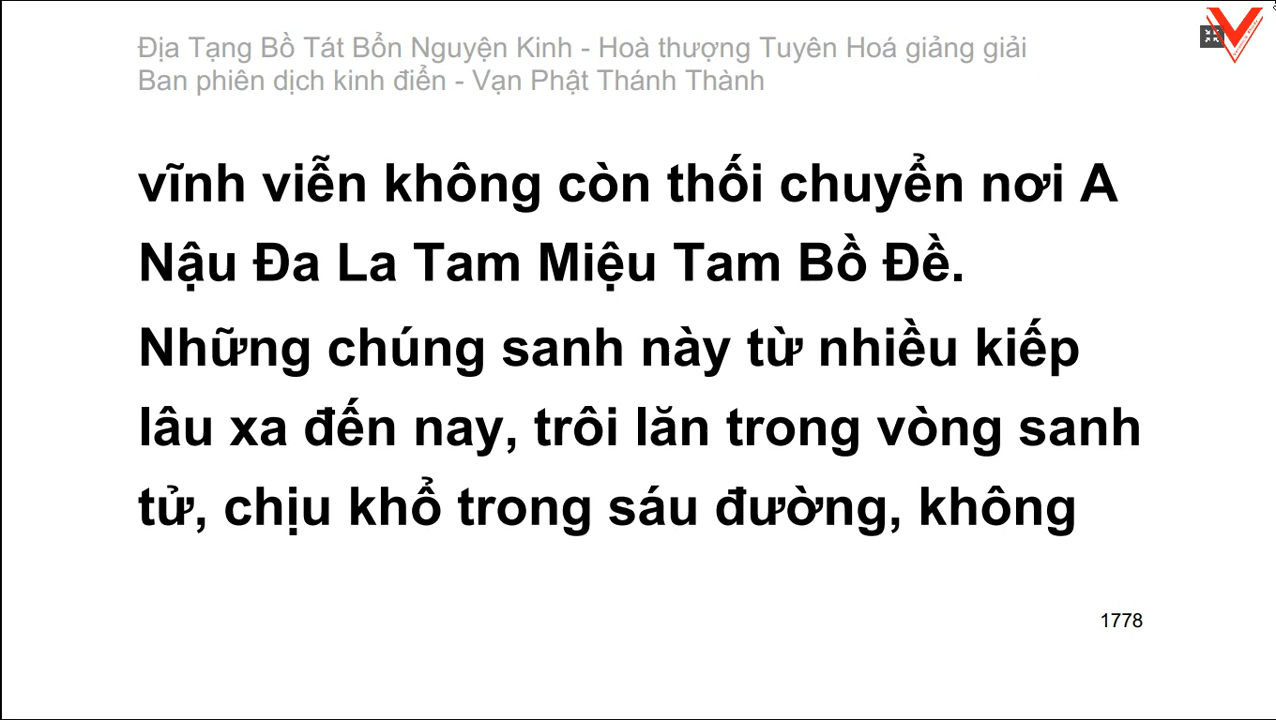 Địa Tạng Bồ Tát Bổn Nguyện Kinh - Hoà thượng Tuyên Hoá giảng giải
Ban phiên dịch kinh điển - Vạn Phật Thánh Thành
vĩnh viễn không còn thối chuyển nơi A
Nậu Đa La Tam Miệu Tam Bồ Đề.
Những chúng sanh này từ nhiều kiếp
lâu xa đến nay, trôi lăn trong vòng sanh
tử, chịu khổ trong sáu đường, không
1778